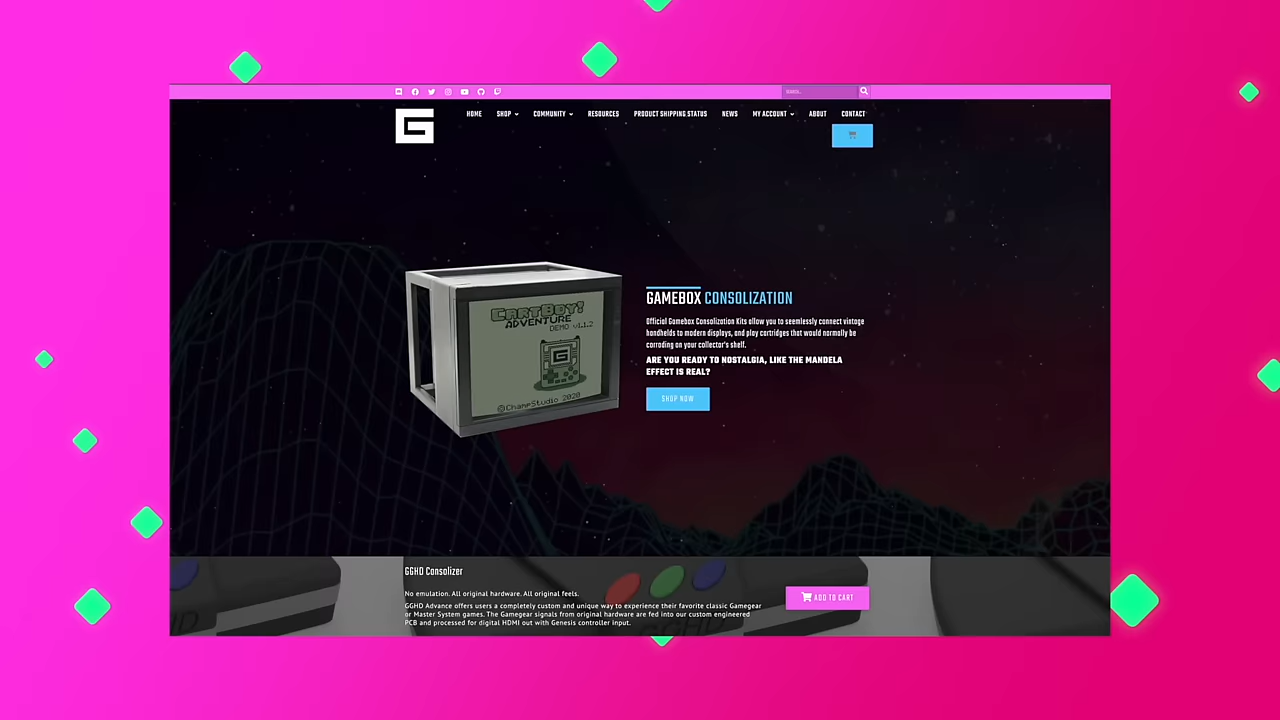 HOME SHOP COMMUNITY RESOURCES PRODUCT SHIPPING STATUS NEWS MY ACCOUNT ABOUT CONTACT
CARTBOY!
ADVENTURE
DEMO v1.1.2
G
©ChampStudio 2020
GAMEBOX CONSOLIZATION
Official Gamebox Consolization Kits allow you to seemlessly connect vintage
handhelds to modern displays, and play cartridges that would normally be
corroding on your collector's shelf.
ARE YOU READY TO NOSTALGIA, LIKE THE MANDELA
EFFECT IS REAL?
SHOP NOW
GGHD Consolizer
No emulation. All original hardware. All original feels.
GGHD Advance offers users a completely custom and unique way to experience their favorite classic Gamegear
or Master System games. The Gamegear signals from original hardware are fed into our custom engineered
PCB and processed for digital HDMI out with Genesis controller input.
ADD TO CART